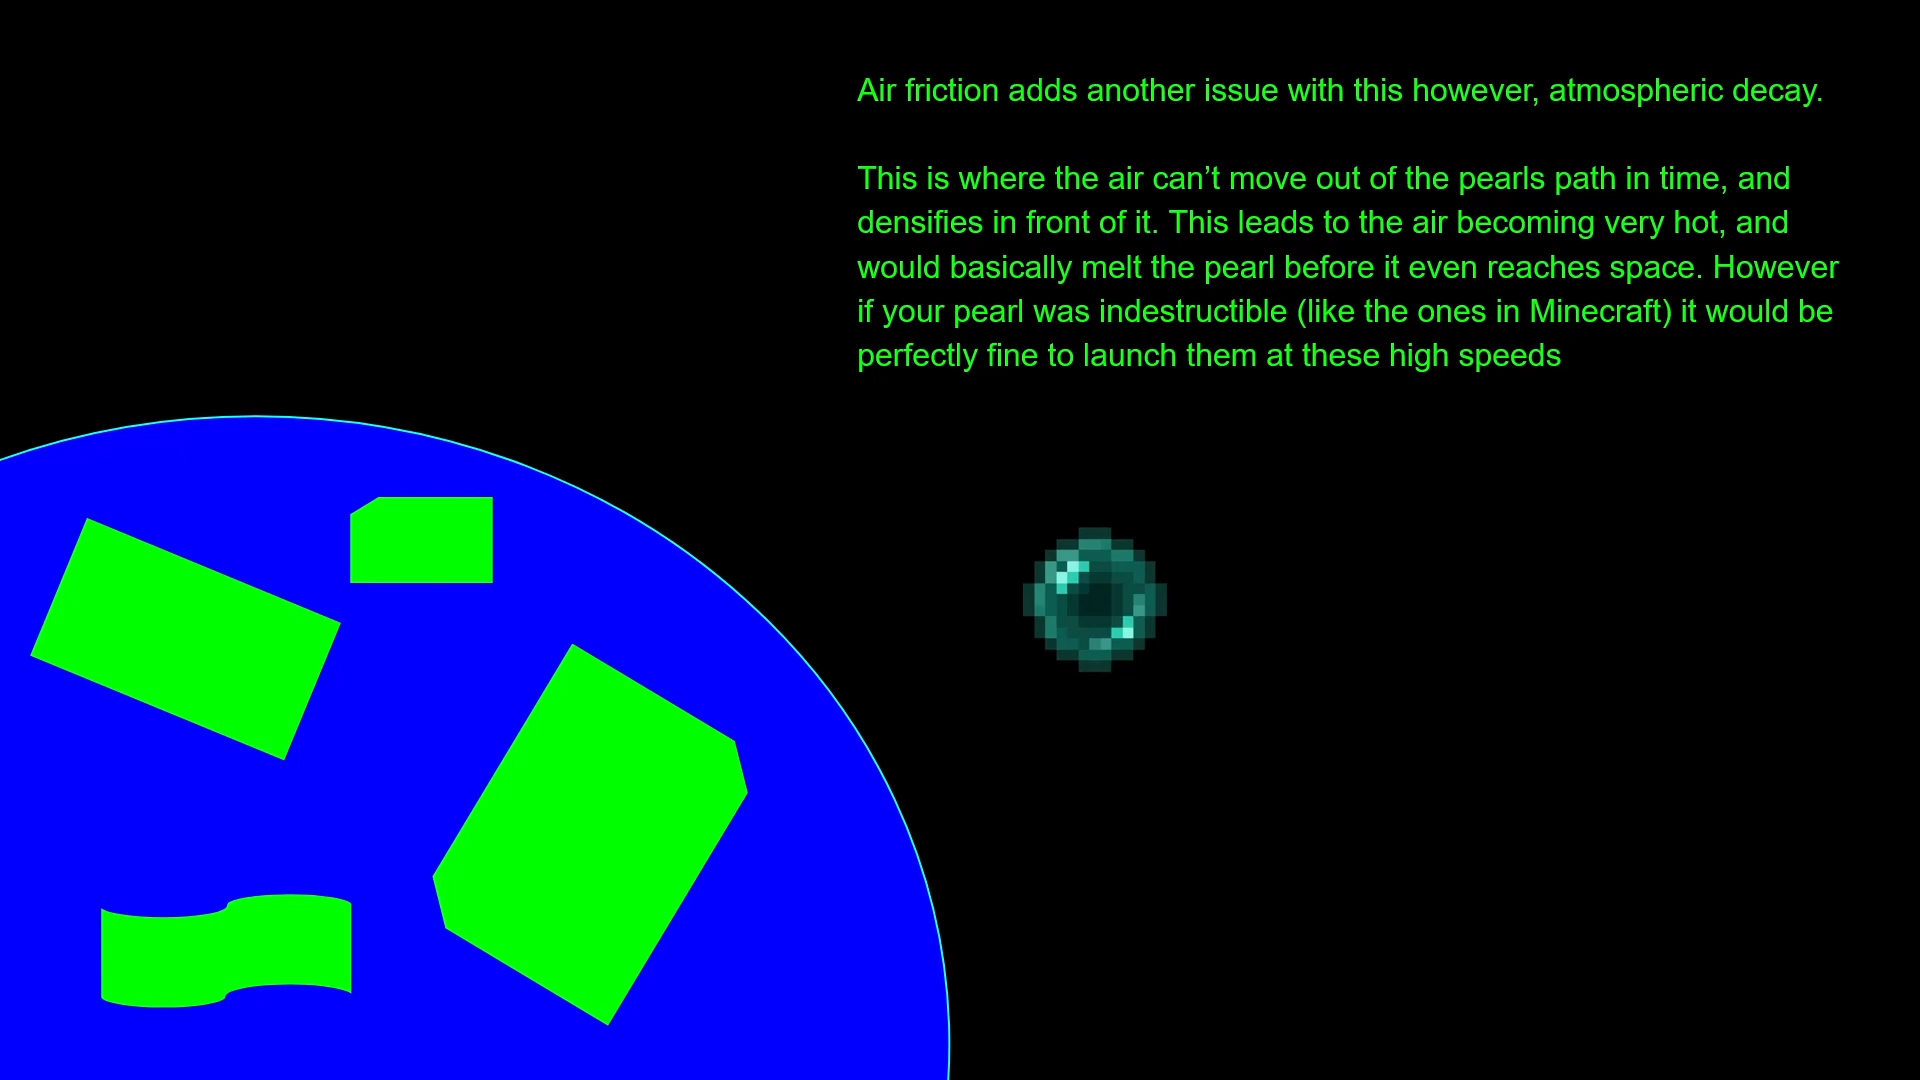 Air friction adds another issue with this however, atmospheric decay.
This is where the air can’t move out of the pearls path in time, and
densifies in front of it. This leads to the air becoming very hot, and
would basically melt the pearl before it even reaches space. However
if your pearl was indestructible (like the ones in Minecraft) it would be
perfectly fine to launch them at these high speeds